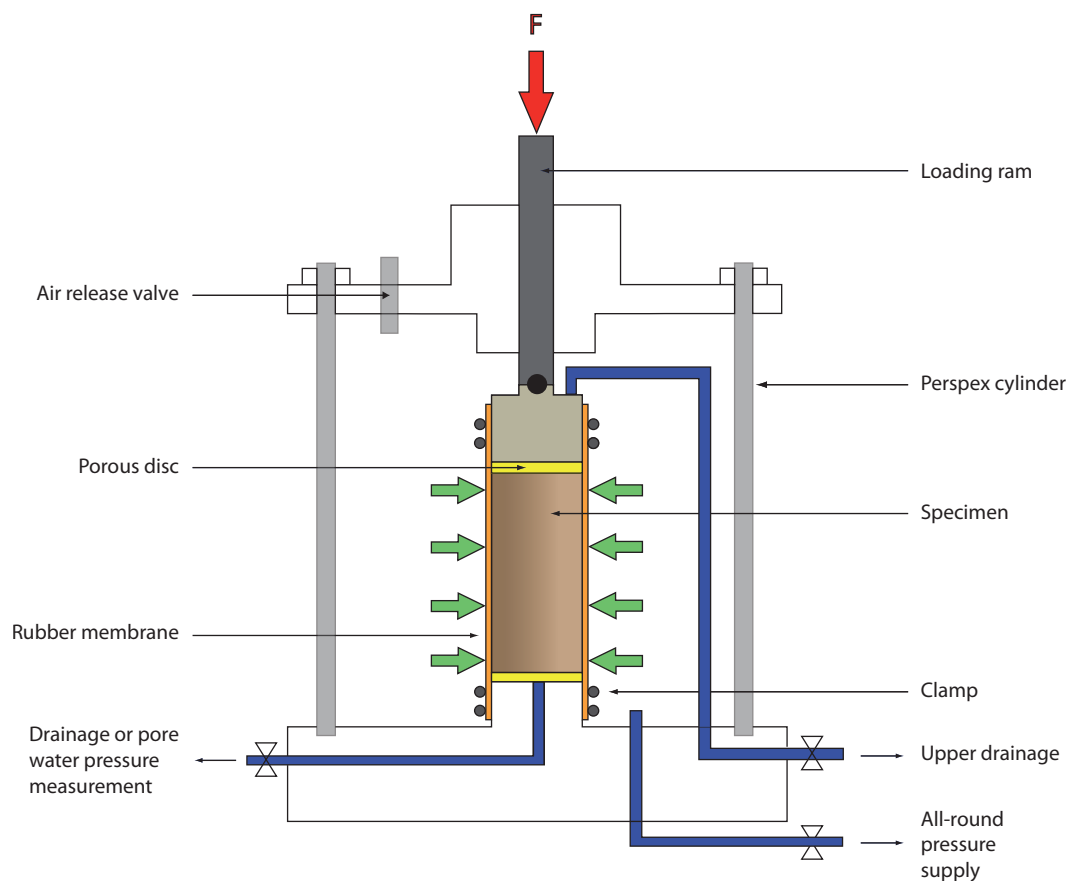 F
Loading ram
Air release valve
Perspex cylinder
Porous disc
Specimen
Rubber membrane
Clamp
Drainage or pore
water pressure
measurement
Upper drainage
All-round
pressure
supply